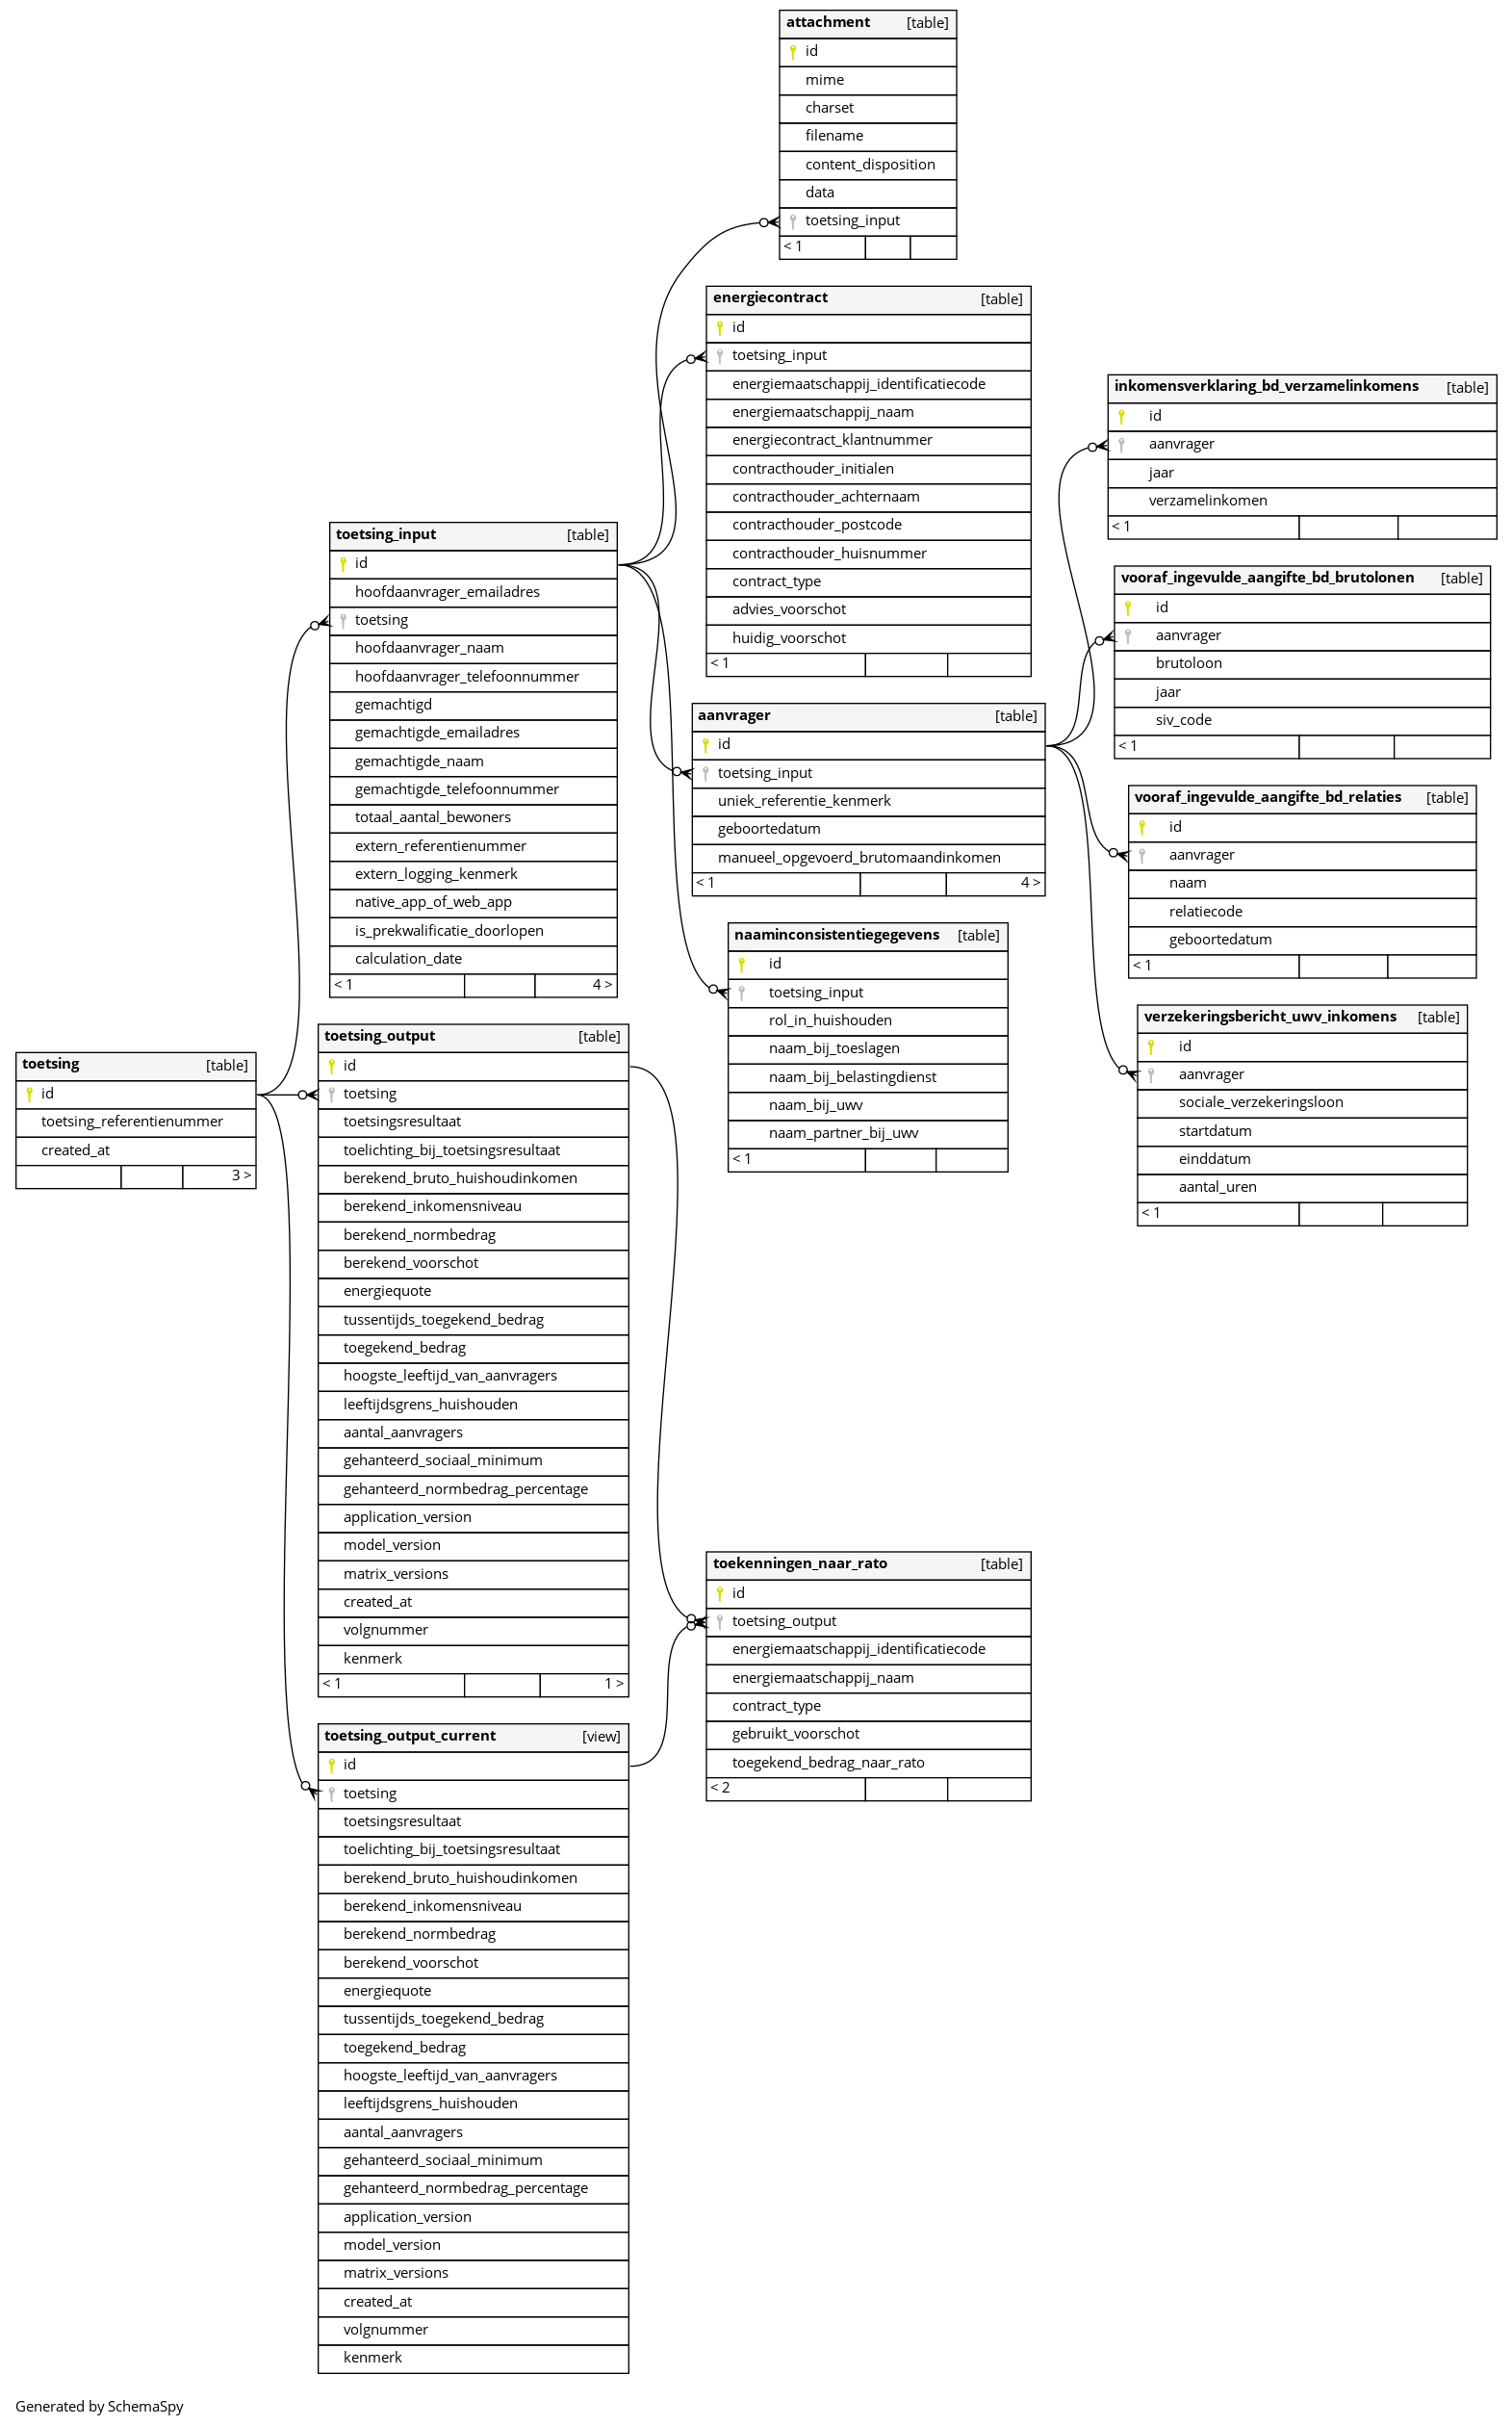 attachment [table]
id
mime
charset
filename
content_disposition
data
toetsing_input
< 1
energiecontract [table]
id
toetsing_input
energiemaatschappij_identificatiecode
energiemaatschappij_naam
energiecontract_klantnummer
contracthouder_initialen
contracthouder_achternaam
contracthouder_postcode
contracthouder_huisnummer
contract_type
advies_voorschot
huidig_voorschot
< 1
inkomensverklaring_bd_verzamelinkomens [table]
id
aanvrager
jaar
verzamelinkomen
< 1
toetsing_input [table]
id
hoofdaanvrager_emailadres
toetsing
hoofdaanvrager_naam
hoofdaanvrager_telefoonnummer
gemachtigd
gemachtigde_emailadres
gemachtigde_naam
gemachtigde_telefoonnummer
totaal_aantal_bewoners
extern_referentienummer
extern_logging_kenmerk
native_app_of_web_app
is_prekwalificatie_doorlopen
calculation_date
< 1 4 >
vooraf_ingevulde_aangifte_bd_brutolonen [table]
id
aanvrager
brutoloon
jaar
siv_code
< 1
aanvrager [table]
id
toetsing_input
uniek_referentie_kenmerk
geboortedatum
manueel_opgevoerd_brutomaandinkomen
< 1 4 >
vooraf_ingevulde_aangifte_bd_relaties [table]
id
aanvrager
naam
relatiecode
geboortedatum
< 1
naaminconsistentiegegevens [table]
id
toetsing_input
rol_in_huishouden
naam_bij_toeslagen
naam_bij_belastingdienst
naam_bij_uwv
naam_partner_bij_uwv
< 1
verzekeringsbericht_uwv_inkomens [table]
id
aanvrager
sociale_verzekeringsloon
startdatum
einddatum
aantal_uren
< 1
toetsing [table]
id
toetsing_referentienummer
created_at
3 >
toetsing_output [table]
id
toetsing
toetsingsresultaat
toelichting_bij_toetsingsresultaat
berekend_bruto_huishoudinkomen
berekend_inkomensniveau
berekend_normbedrag
berekend_voorschot
energiequote
tussentijds_toegekend_bedrag
toegekend_bedrag
hoogste_leeftijd_van_aanvragers
leeftijdsgrens_huishouden
aantal_aanvragers
gehanteerd_sociaal_minimum
gehanteerd_normbedrag_percentage
application_version
model_version
matrix_versions
created_at
volgnummer
kenmerk
< 1 1 >
toekenningen_naar_rato [table]
id
toetsing_output
energiemaatschappij_identificatiecode
energiemaatschappij_naam
contract_type
gebruikt_voorschot
toegekend_bedrag_naar_rato
< 2
toetsing_output_current [view]
id
toetsing
toetsingsresultaat
toelichting_bij_toetsingsresultaat
berekend_bruto_huishoudinkomen
berekend_inkomensniveau
berekend_normbedrag
berekend_voorschot
energiequote
tussentijds_toegekend_bedrag
toegekend_bedrag
hoogste_leeftijd_van_aanvragers
leeftijdsgrens_huishouden
aantal_aanvragers
gehanteerd_sociaal_minimum
gehanteerd_normbedrag_percentage
application_version
model_version
matrix_versions
created_at
volgnummer
kenmerk
Generated by SchemaSpy